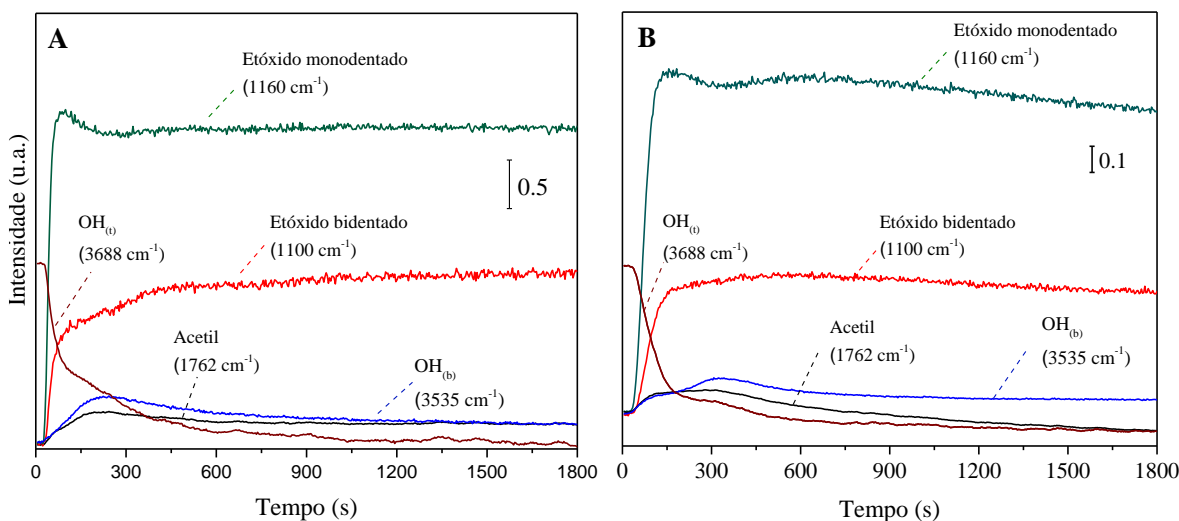 A
Etóxido monodentado
(1160 cm⁻¹)
0.5
OH(t)
(3688 cm⁻¹)
Etóxido bidentado
(1100 cm⁻¹)
Acetil
(1762 cm⁻¹)
OH(b)
(3535 cm⁻¹)
Intensidade (u.a.)
0 300 600 900 1200 1500 1800
Tempo (s)
B
Etóxido monodentado
(1160 cm⁻¹)
0.1
OH(t)
(3688 cm⁻¹)
Etóxido bidentado
(1100 cm⁻¹)
Acetil
(1762 cm⁻¹)
OH(b)
(3535 cm⁻¹)
0 300 600 900 1200 1500 1800
Tempo (s)